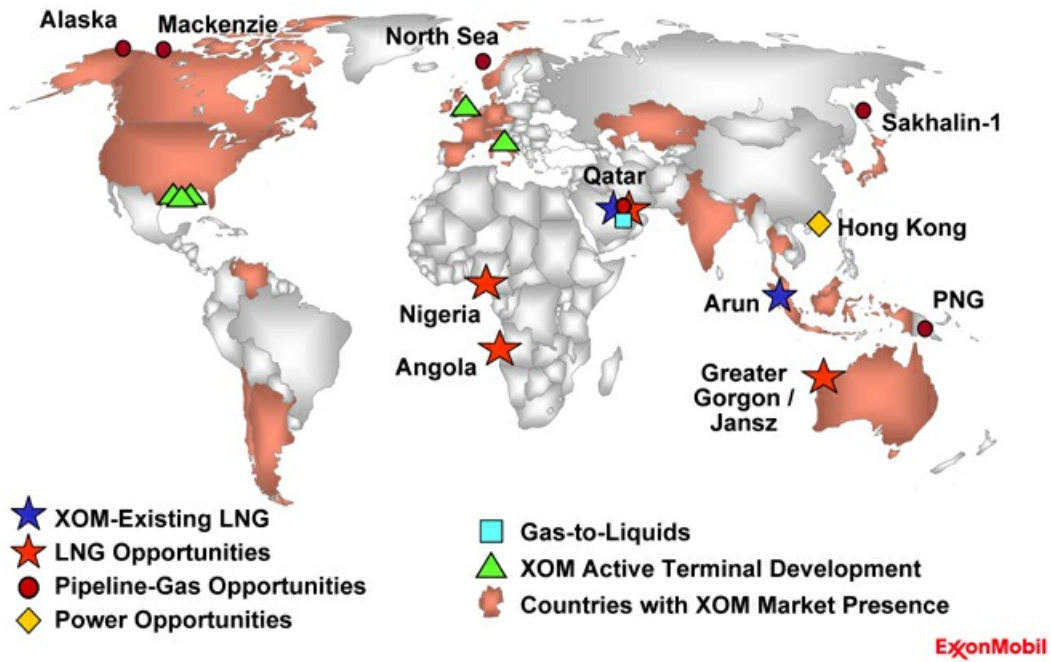 Alaska
Mackenzie
North Sea
Sakhalin-1
Qatar
Hong Kong
Nigeria
Arun
PNG
Angola
Greater
Gorgon /
Jansz
XOM-Existing LNG
LNG Opportunities
Pipeline-Gas Opportunities
Power Opportunities
Gas-to-Liquids
XOM Active Terminal Development
Countries with XOM Market Presence
ExxonMobil